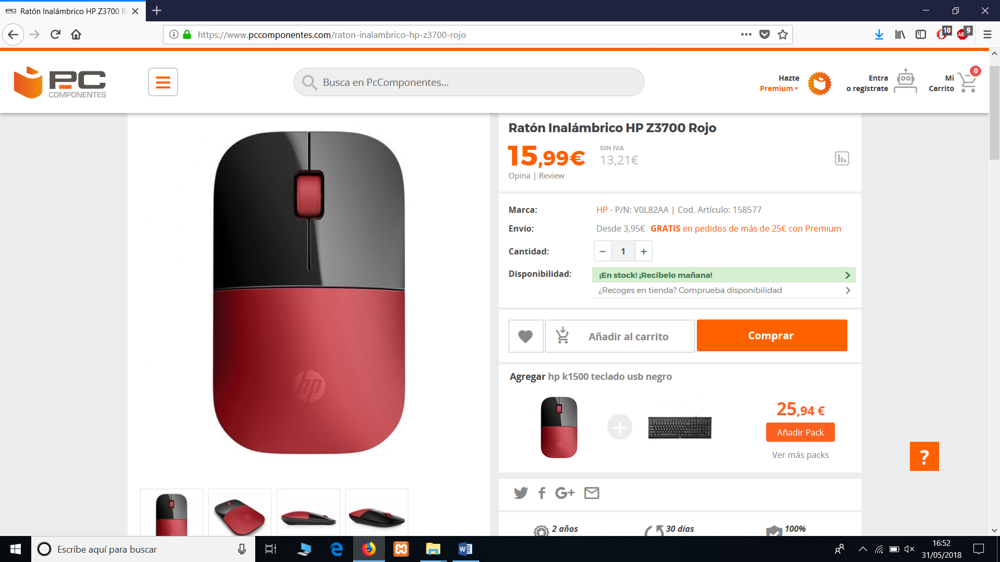 Ratón Inalámbrico HP Z3700 R
https://www.pccomponentes.com/raton-inalambrico-hp-z3700-rojo
10
ABP
9
PC
COMPONENTES
Busca en PcComponentes...
Hazte
Premium
Entra
o regístrate
Mi
Carrito
0
Ratón Inalámbrico HP Z3700 Rojo
15,99€
SIN IVA
13,21€
Opina | Review
Marca:
HP - P/N: V0L82AA | Cod. Artículo: 158577
Envío:
Desde 3,95€ GRATIS en pedidos de más de 25€ con Premium
Cantidad:
− 1 +
Disponibilidad:
¡En stock! ¡Recíbelo mañana!
¿Recoges en tienda? Comprueba disponibilidad
Añadir al carrito
Comprar
hp
Agregar hp k1500 teclado usb negro
25,94 €
Añadir Pack
Ver más packs
?
G+
2 años
30 días
100%
Escribe aquí para buscar
16:52
31/05/2018